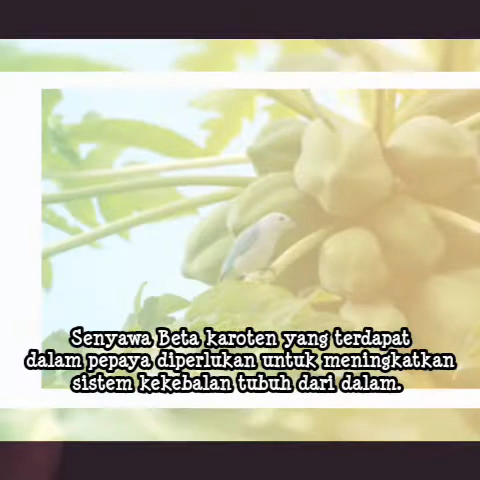 Senyawa Beta karoten yang terdapat
dalam pepaya diperlukan untuk meningkatkan
sistem kekebalan tubuh dari dalam.